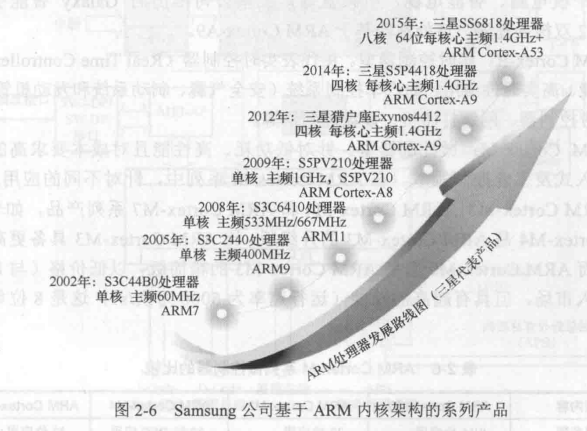 2015年：三星SS6818处理器
八核 64位每核心主频1.4GHz+
ARM Cortex-A53
2014年：三星S5P4418处理器
四核 每核心主频1.4GHz
ARM Cortex-A9
2012年：三星猎户座Exynos4412
四核 每核心主频1.4GHz
ARM Cortex-A9
2009年：S5PV210处理器
单核 主频1GHz，S5PV210
ARM Cortex-A8
2008年：S3C6410处理器
单核 主频533MHz/667MHz
ARM11
2005年：S3C2440处理器
单核 主频400MHz
ARM9
2002年：S3C44B0处理器
单核 主频60MHz
ARM7
ARM处理器发展路线图（三星代表产品）
图 2-6 Samsung 公司基于 ARM 内核架构的系列产品